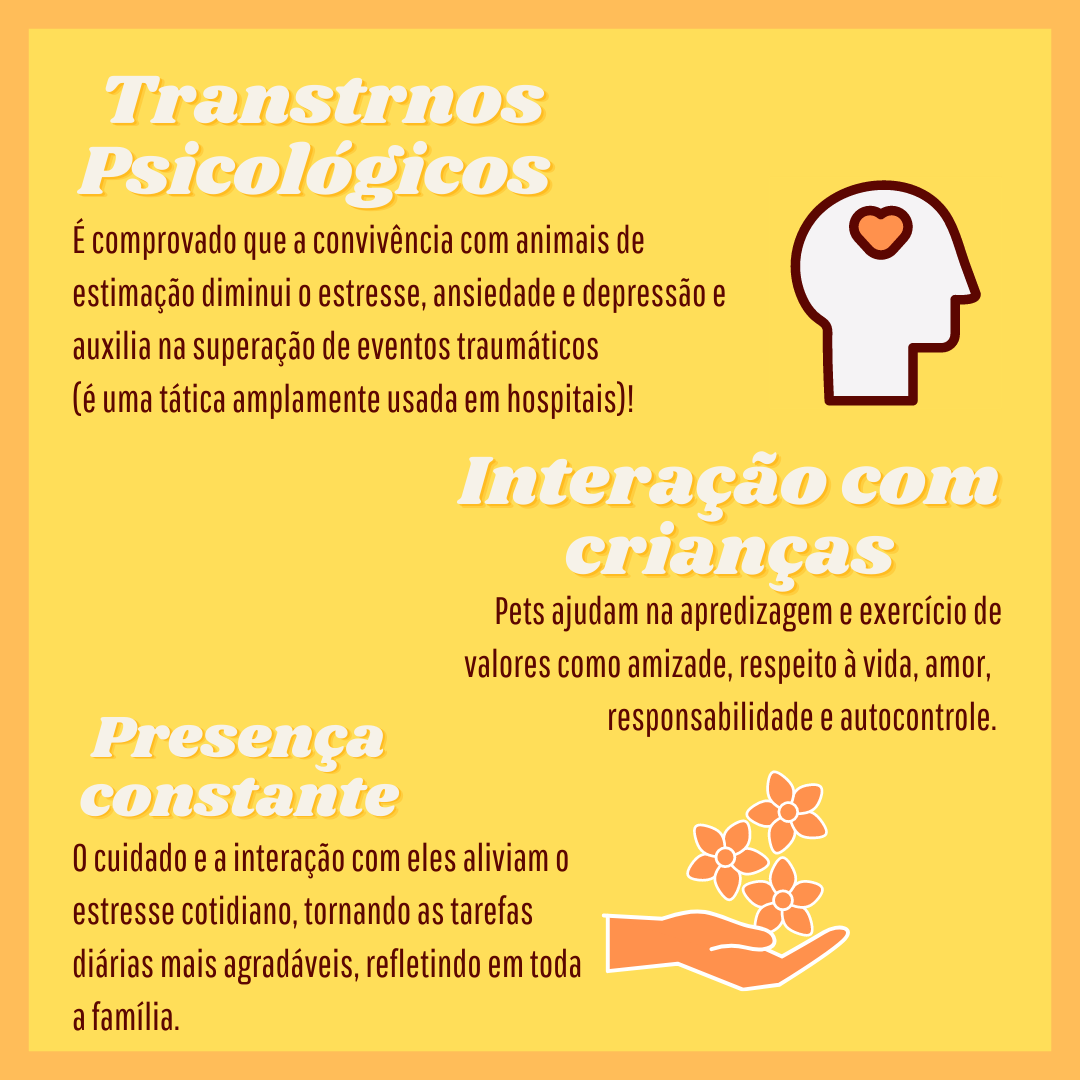 Transtrnos
Psicológicos
É comprovado que a convivência com animais de
estimação diminui o estresse, ansiedade e depressão e
auxilia na superação de eventos traumáticos
(é uma tática amplamente usada em hospitais)!
Interação com
crianças
Pets ajudam na apredizagem e exercício de
valores como amizade, respeito à vida, amor,
responsabilidade e autocontrole.
Presença
constante
O cuidado e a interação com eles aliviam o
estresse cotidiano, tornando as tarefas
diárias mais agradáveis, refletindo em toda
a família.